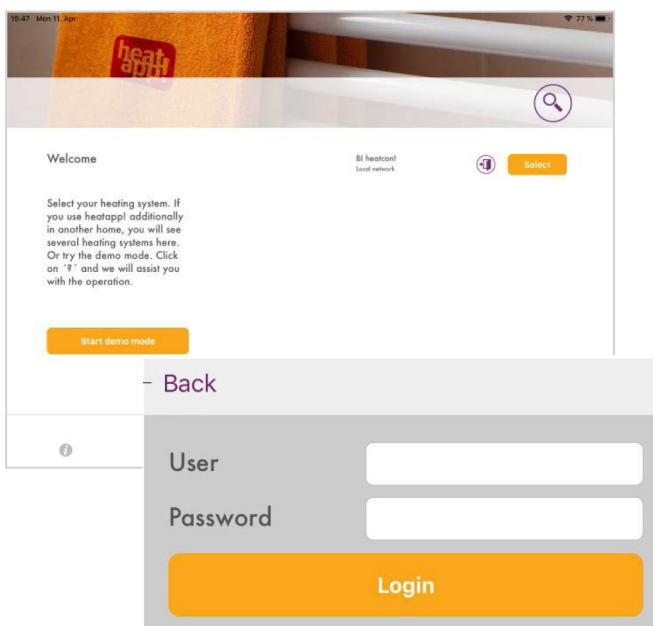 15:47 Mon 11. Apr.
77 %
heat
app!
Welcome
BI heatcon!
Local network
Select
Select your heating system. If
you use heatapp! additionally
in another home, you will see
several heating systems here.
Or try the demo mode. Click
on ´?´ and we will assist you
with the operation.
Start demo mode
Back
User
Password
Login